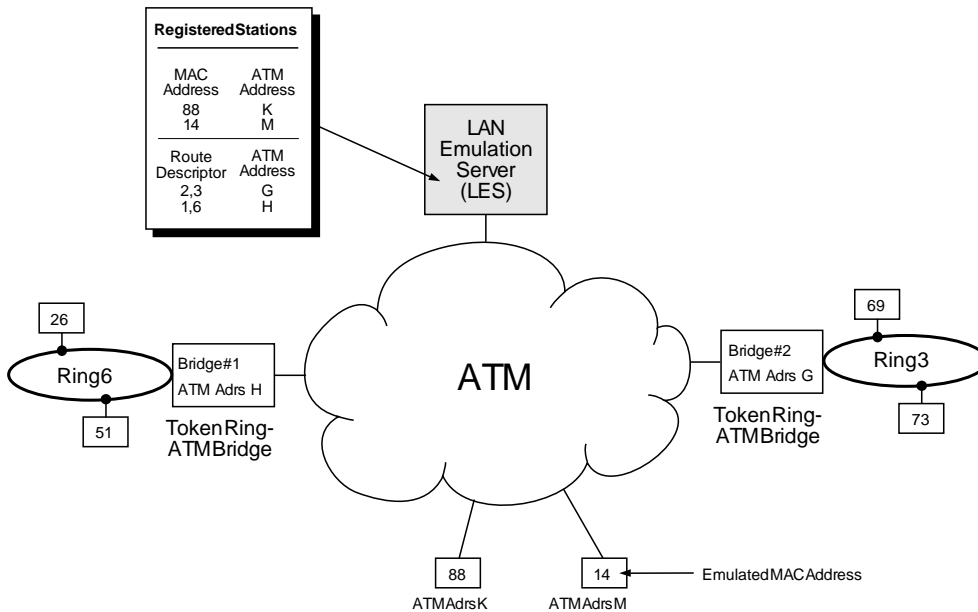 RegisteredStations
MAC ATM
Address Address
88 K
14 M
Route ATM
Descriptor Address
2,3 G
1,6 H
LAN
Emulation
Server
(LES)
26
Ring6
51
Bridge#1
ATM Adrs H
TokenRing-
ATMBridge
ATM
Bridge#2
ATM Adrs G
TokenRing-
ATMBridge
69
Ring3
73
88
ATMAdrsK
14
ATMAdrsM
EmulatedMACAddress